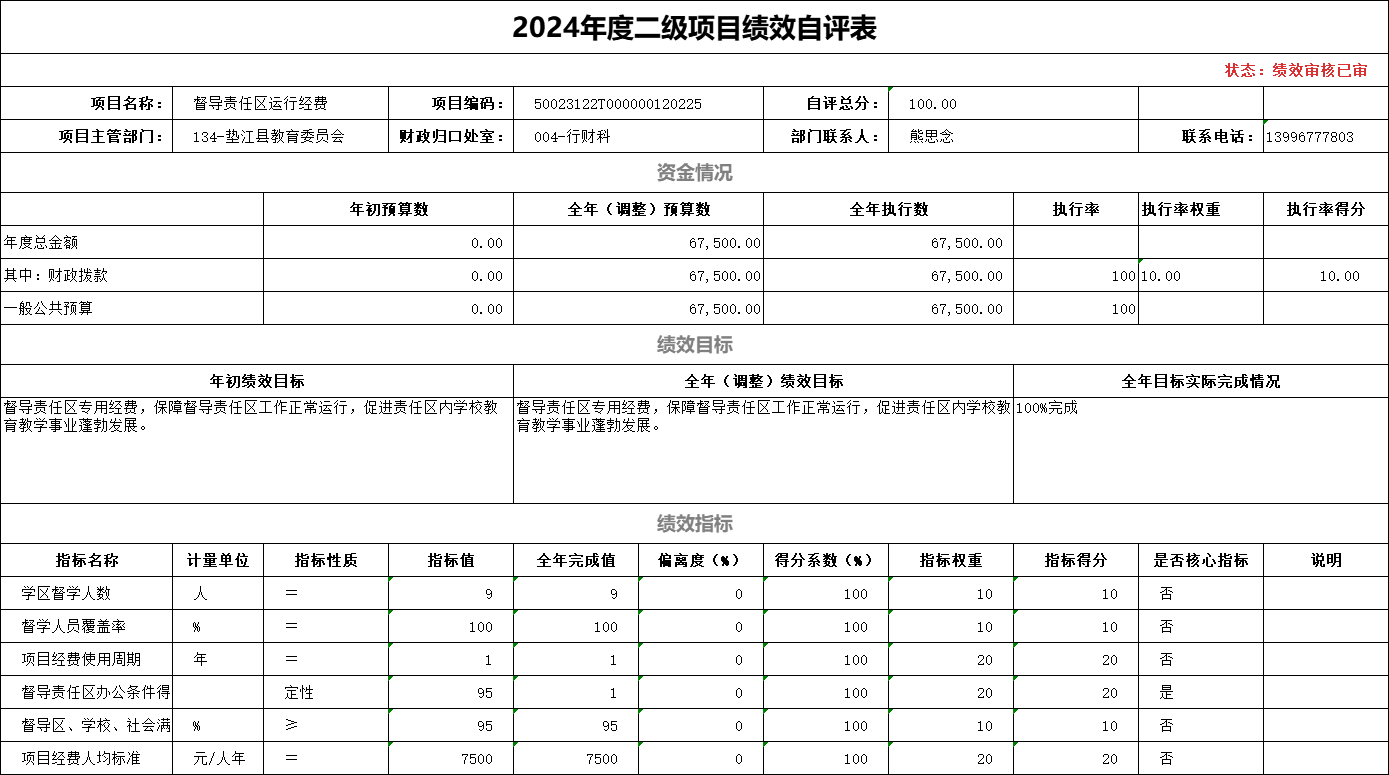 2024年度二级项目绩效自评表
状态：绩效审核已审
项目名称： 督导责任区运行经费 项目编码： 50023122T000000120225 自评总分： 100.00
项目主管部门： 134-垫江县教育委员会 财政归口处室： 004-行财科 部门联系人： 熊思念 联系电话： 13996777803
资金情况
年初预算数 全年（调整）预算数 全年执行数 执行率 执行率权重 执行率得分
年度总金额 0.00 67,500.00 67,500.00
其中：财政拨款 0.00 67,500.00 67,500.00 100 10.00 10.00
一般公共预算 0.00 67,500.00 67,500.00 100
绩效目标
年初绩效目标 全年（调整）绩效目标 全年目标实际完成情况
督导责任区专用经费，保障督导责任区工作正常运行，促进责任区内学校教
育教学事业蓬勃发展。
督导责任区专用经费，保障督导责任区工作正常运行，促进责任区内学校教
育教学事业蓬勃发展。
100%完成
绩效指标
指标名称 计量单位 指标性质 指标值 全年完成值 偏离度（%） 得分系数（%） 指标权重 指标得分 是否核心指标 说明
学区督学人数 人 ＝ 9 9 0 100 10 10 否
督学人员覆盖率 % ＝ 100 100 0 100 10 10 否
项目经费使用周期 年 ＝ 1 1 0 100 20 20 否
督导责任区办公条件得 定性 95 1 0 100 20 20 是
督导区、学校、社会满 % ≥ 95 95 0 100 10 10 否
项目经费人均标准 元/人年 ＝ 7500 7500 0 100 20 20 否